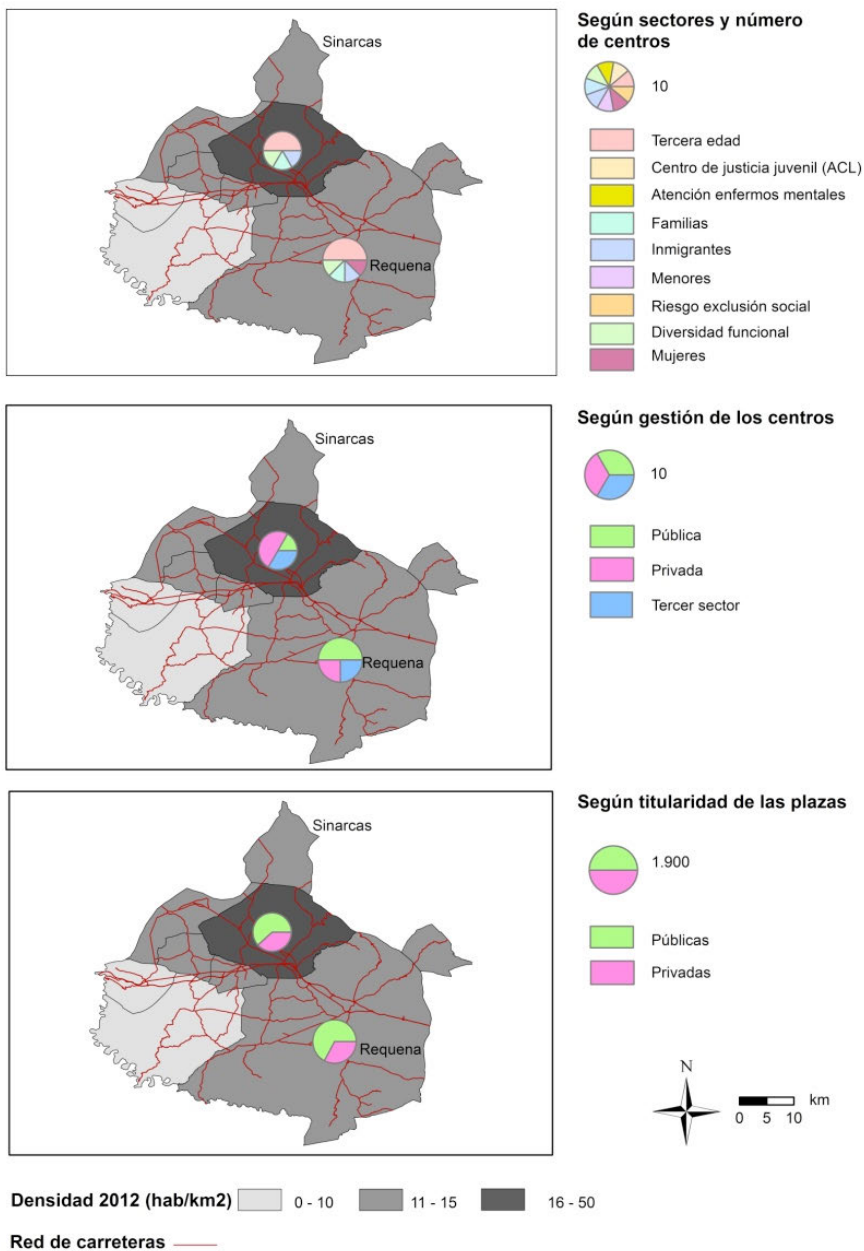 Sinarcas
Requena
Según sectores y número
de centros
10
Tercera edad
Centro de justicia juvenil (ACL)
Atención enfermos mentales
Familias
Inmigrantes
Menores
Riesgo exclusión social
Diversidad funcional
Mujeres
Sinarcas
Requena
Según gestión de los centros
10
Pública
Privada
Tercer sector
Sinarcas
Requena
Según titularidad de las plazas
1.900
Públicas
Privadas
N
km
0 5 10
Densidad 2012 (hab/km2) 0 - 10 11 - 15 16 - 50
Red de carreteras